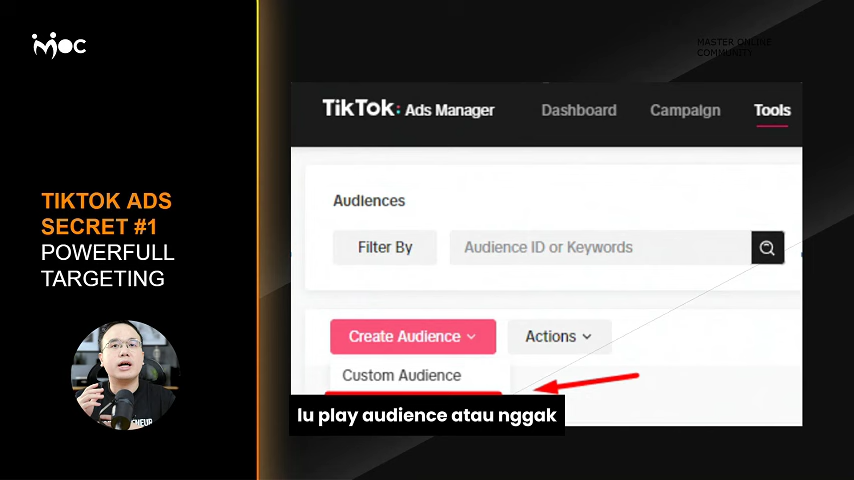 MOC
MASTER ONLINE
COMMUNITY
TIKTOK ADS
SECRET #1
POWERFULL
TARGETING
TikTok: Ads Manager
Dashboard
Campaign
Tools
Audiences
Filter By
Audience ID or Keywords
Create Audience
Actions
Custom Audience
lu play audience atau nggak